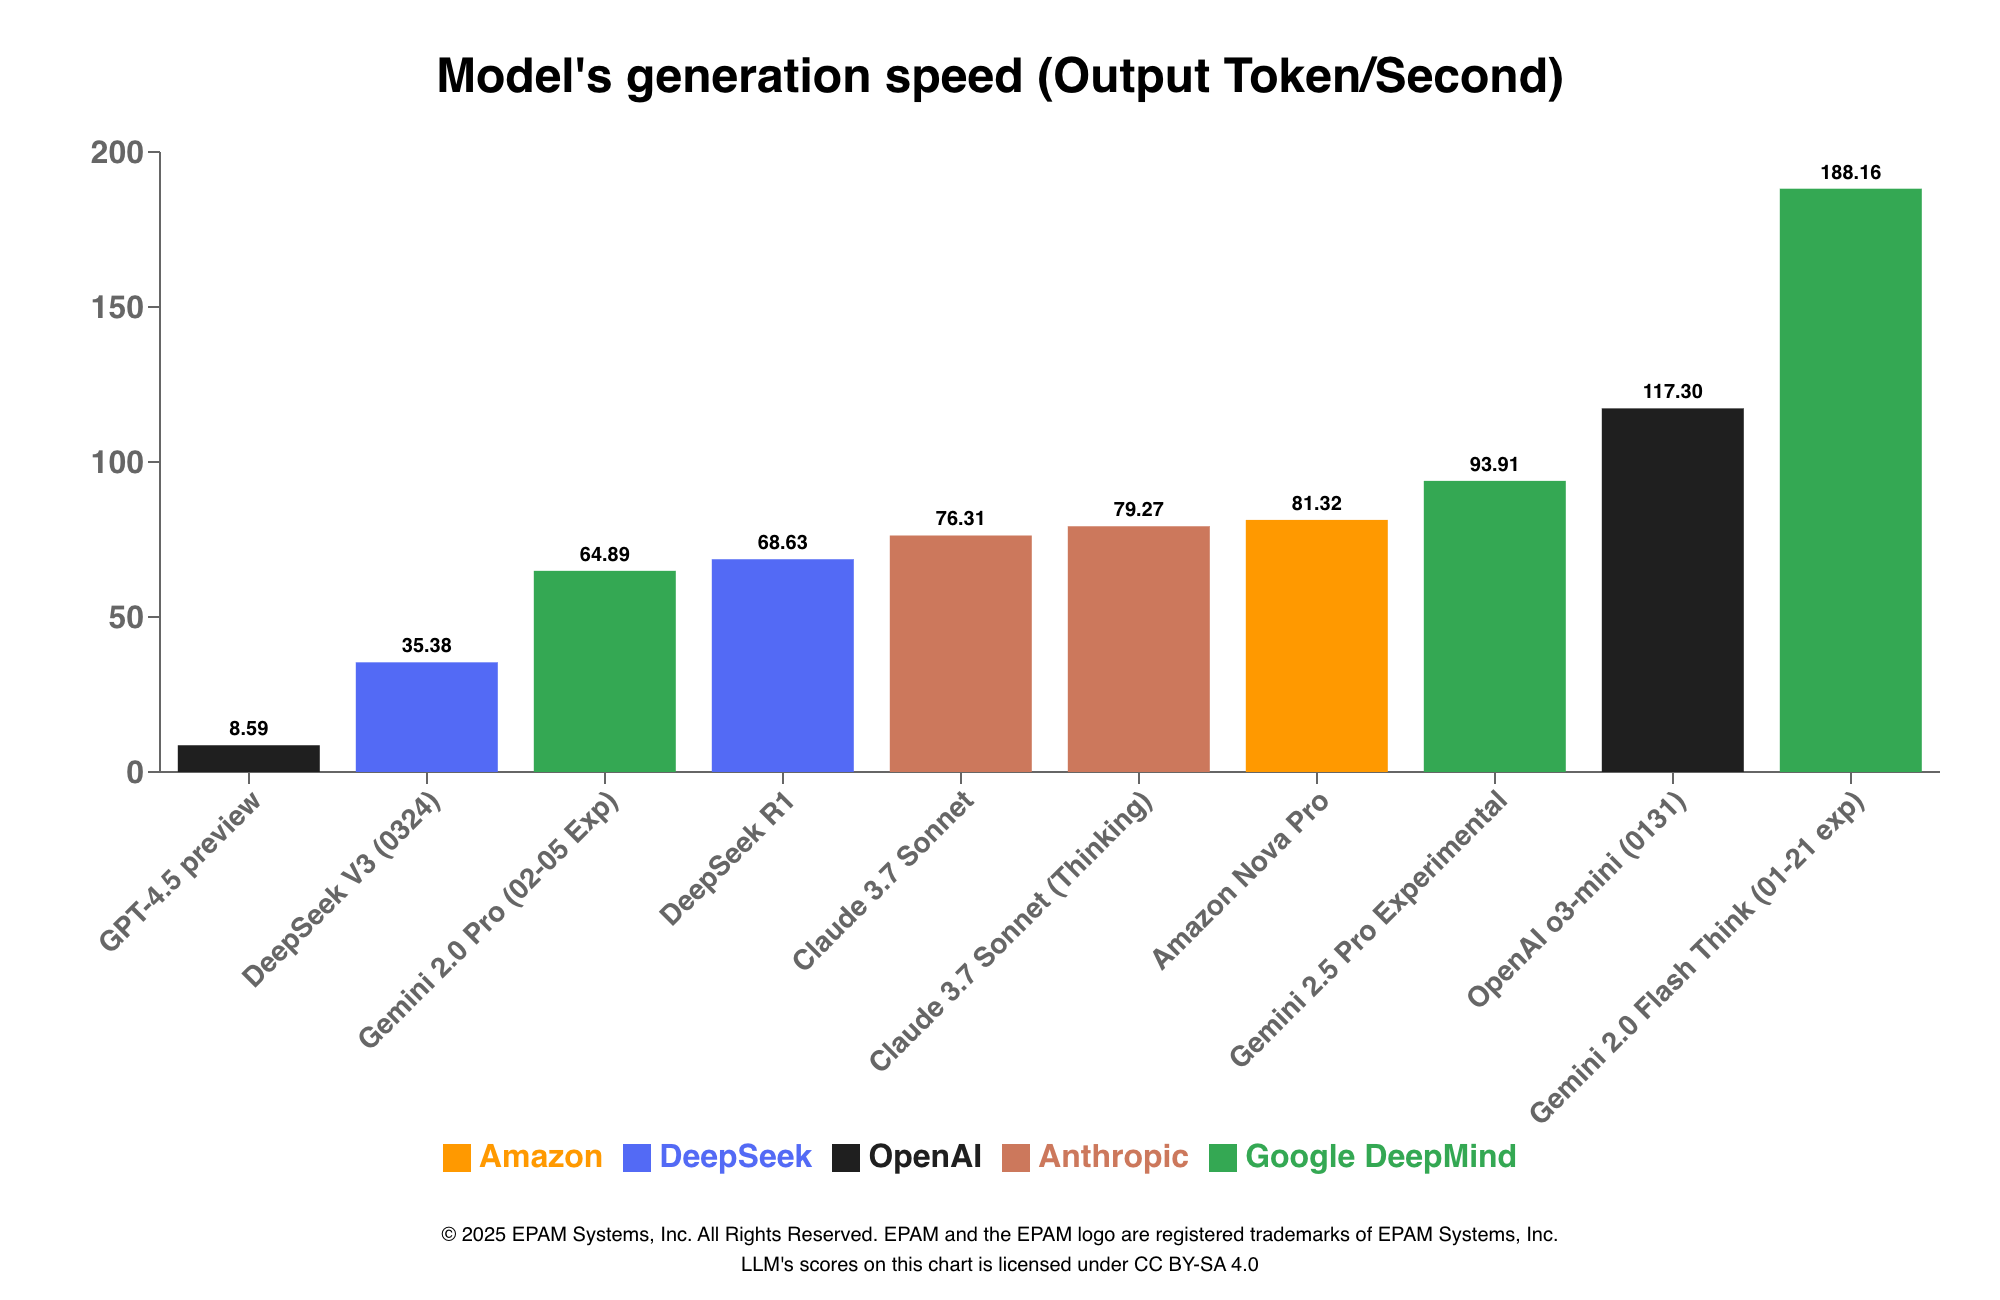 Model's generation speed (Output Token/Second)
200
150
100
50
0
8.59
35.38
64.89
68.63
76.31
79.27
81.32
93.91
117.30
188.16
GPT-4.5 preview
DeepSeek V3 (0324)
Gemini 2.0 Pro (02-05 Exp)
DeepSeek R1
Claude 3.7 Sonnet
Claude 3.7 Sonnet (Thinking)
Amazon Nova Pro
Gemini 2.5 Pro Experimental
OpenAI o3-mini (0131)
Gemini 2.0 Flash Think (01-21 exp)
Amazon DeepSeek OpenAI Anthropic Google DeepMind
© 2025 EPAM Systems, Inc. All Rights Reserved. EPAM and the EPAM logo are registered trademarks of EPAM Systems, Inc.
LLM's scores on this chart is licensed under CC BY-SA 4.0